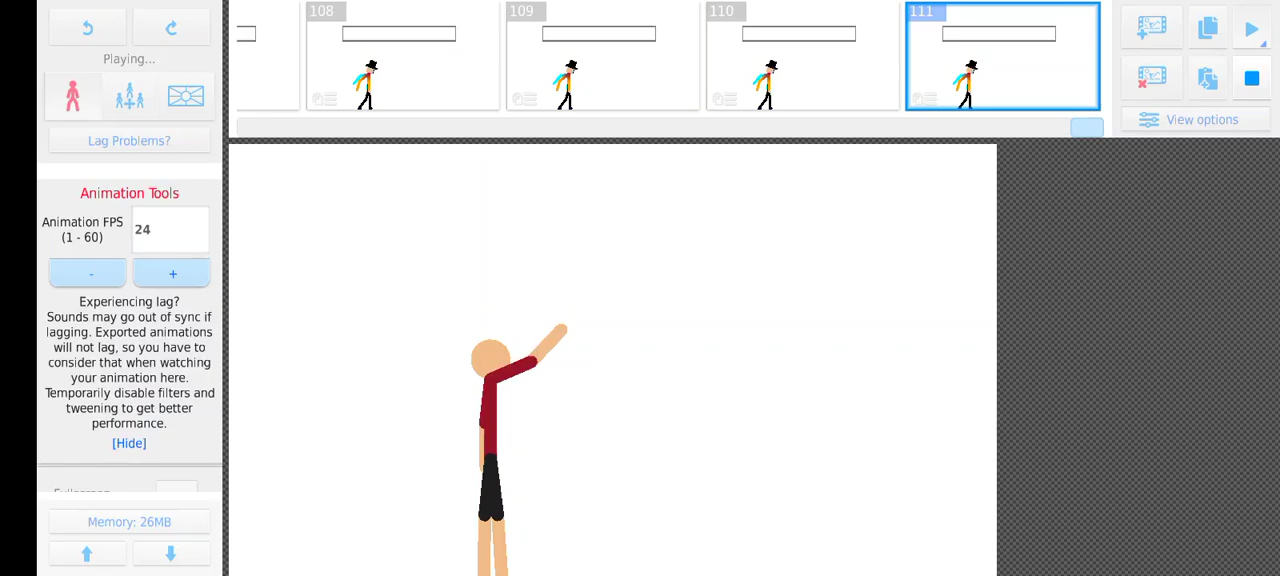 108
109
110
111
Playing...
Lag Problems?
View options
Animation Tools
Animation FPS
(1 - 60)
24
-
+
Experiencing lag?
Sounds may go out of sync if
lagging. Exported animations
will not lag, so you have to
consider that when watching
your animation here.
Temporarily disable filters and
tweening to get better
performance.
[Hide]
Fullscreen
Memory: 26MB